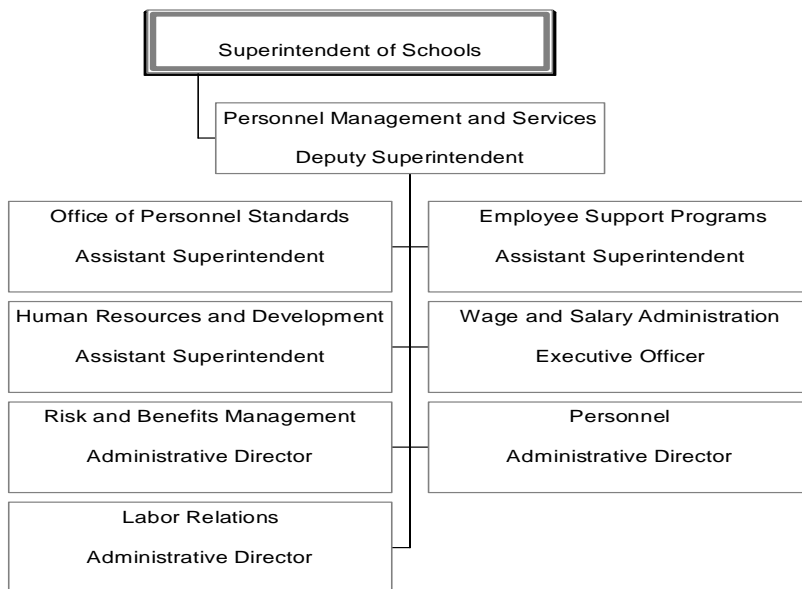 Superintendent of Schools
Personnel Management and Services
Deputy Superintendent
Office of Personnel Standards
Assistant Superintendent
Employee Support Programs
Assistant Superintendent
Human Resources and Development
Assistant Superintendent
Wage and Salary Administration
Executive Officer
Risk and Benefits Management
Administrative Director
Personnel
Administrative Director
Labor Relations
Administrative Director